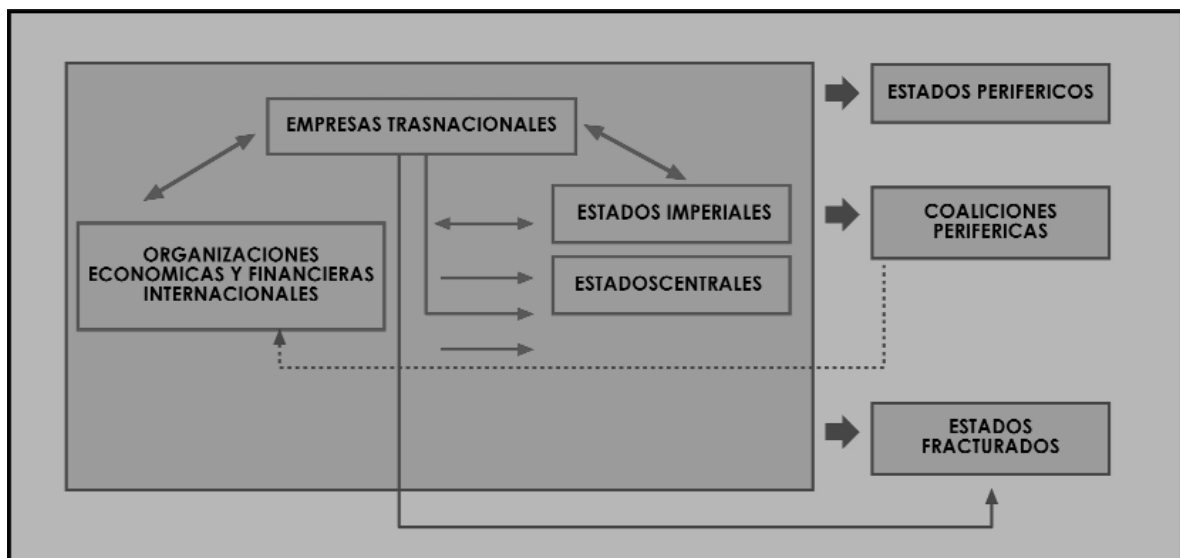 ESTADOS PERIFERICOS
EMPRESAS TRASNACIONALES
ESTADOS IMPERIALES
COALICIONES
PERIFERICAS
ORGANIZACIONES
ECONOMICAS Y FINANCIERAS
INTERNACIONALES
ESTADOSCENTRALES
ESTADOS
FRACTURADOS